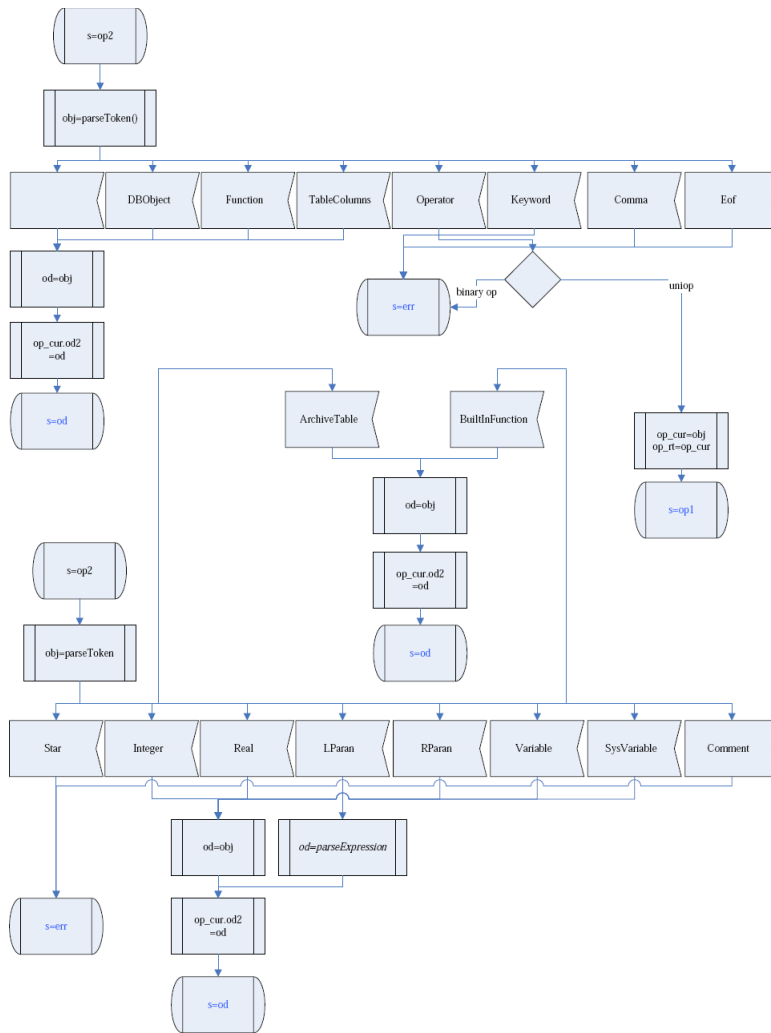 s=op2
obj=parseToken()
DBObject
Function
TableColumns
Operator
Keyword
Comma
Eof
od=obj
s=err
binary op
uniop
op_cur.od2
=od
s=od
ArchiveTable
BuiltInFunction
op_cur=obj
op_rt=op_cur
s=op1
od=obj
s=op2
op_cur.od2
=od
obj=parseToken
s=od
Star
Integer
Real
LParan
RParan
Variable
SysVariable
Comment
od=obj
od=parseExpression
s=err
op_cur.od2
=od
s=od